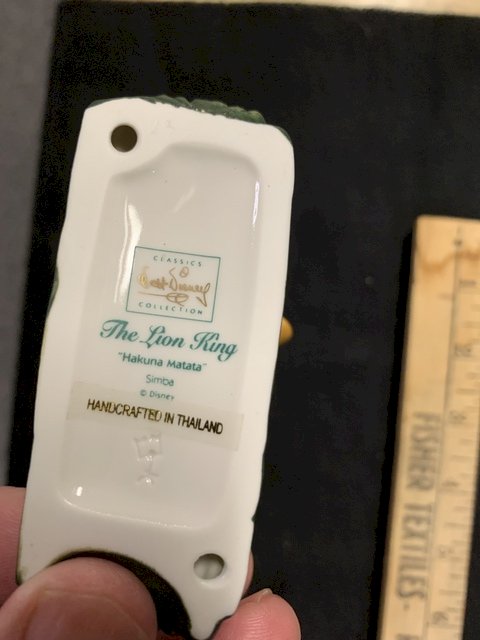 CLASSICS
Walt Disney
COLLECTION
The Lion King
"Hakuna Matata"
Simba
© Disney
HANDCRAFTED IN THAILAND
FISHER TEXTILES-